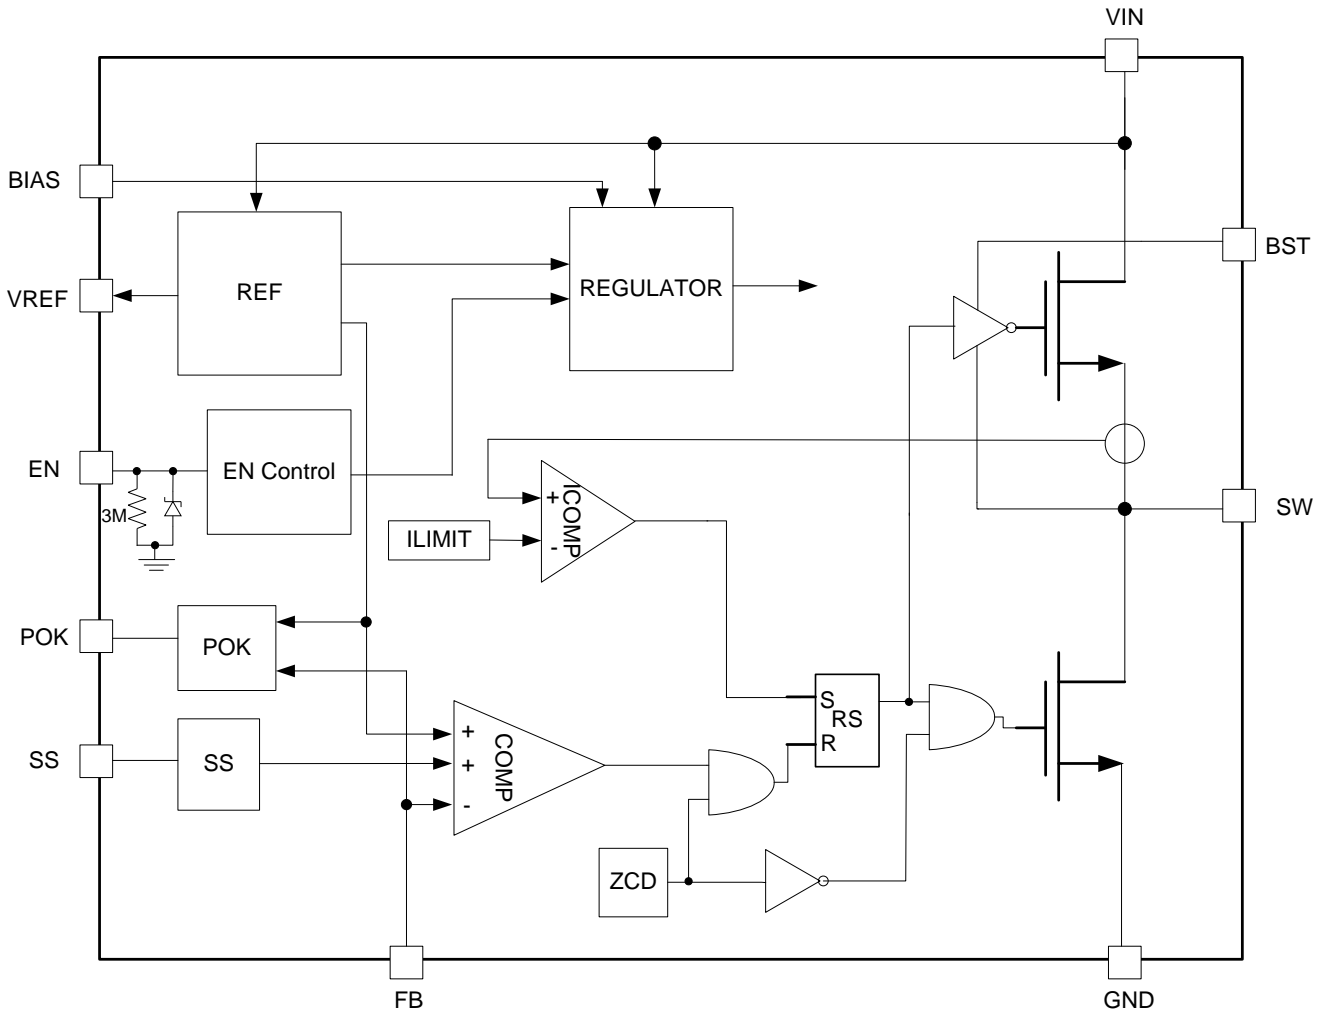 VIN
BIAS
BST
VREF
REF
REGULATOR
EN
EN Control
3M
+
-
ICOMP
ILIMIT
SW
POK
POK
SS
SS
+
+
-
COMP
S
RS
R
ZCD
FB
GND